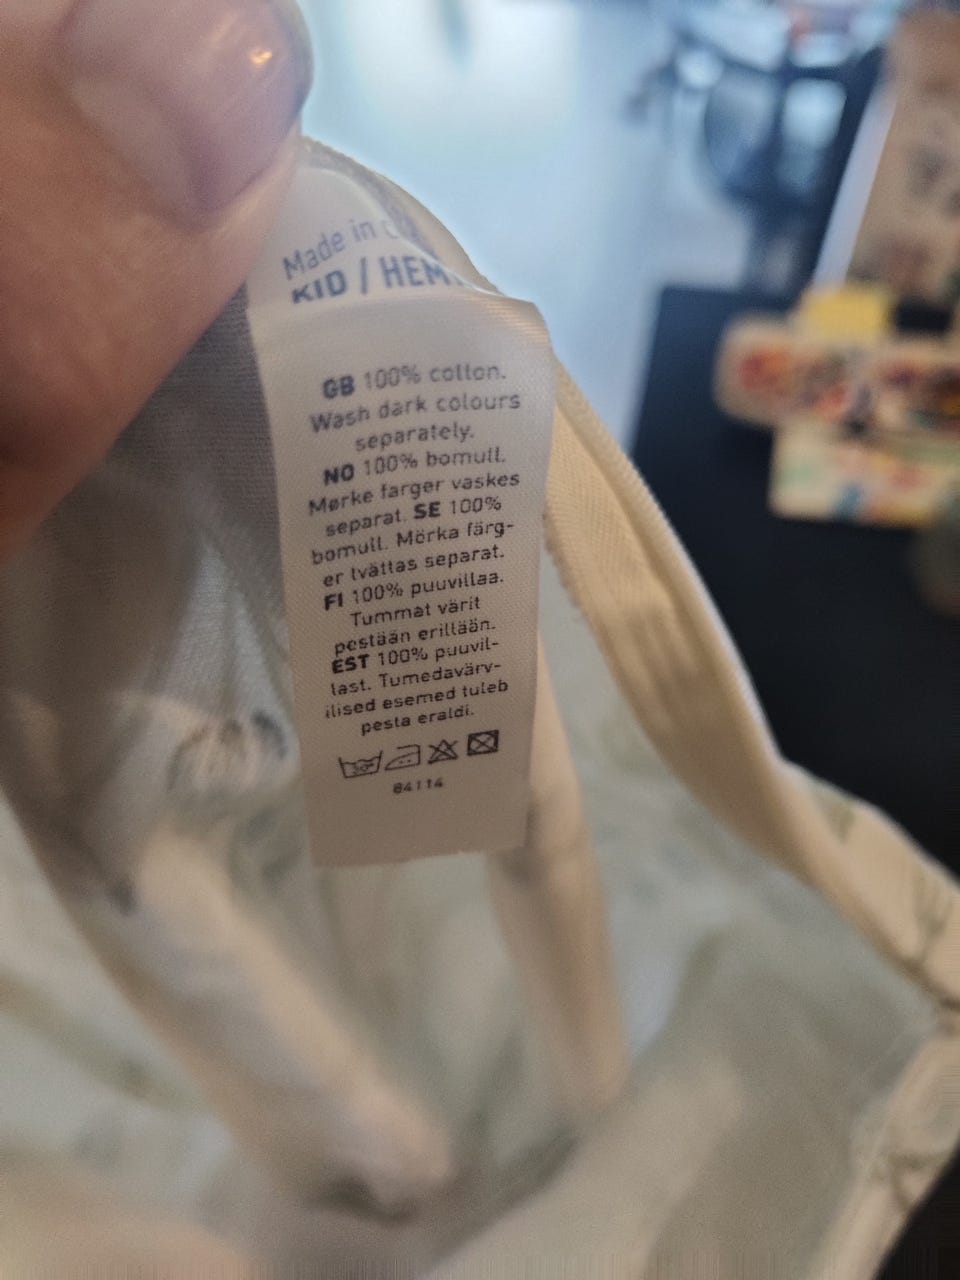 Made in
KID / HEM
GB 100% cotton.
Wash dark colours
separately.
NO 100% bomull.
Mørke farger vaskes
separat. SE 100%
bomull. Mörka färg-
er tvättas separat.
FI 100% puuvillaa.
Tummat värit
pestään erillään.
EST 100% puuvil-
last. Tumedavärv-
ilised esemed tuleb
pesta eraldi.
84114